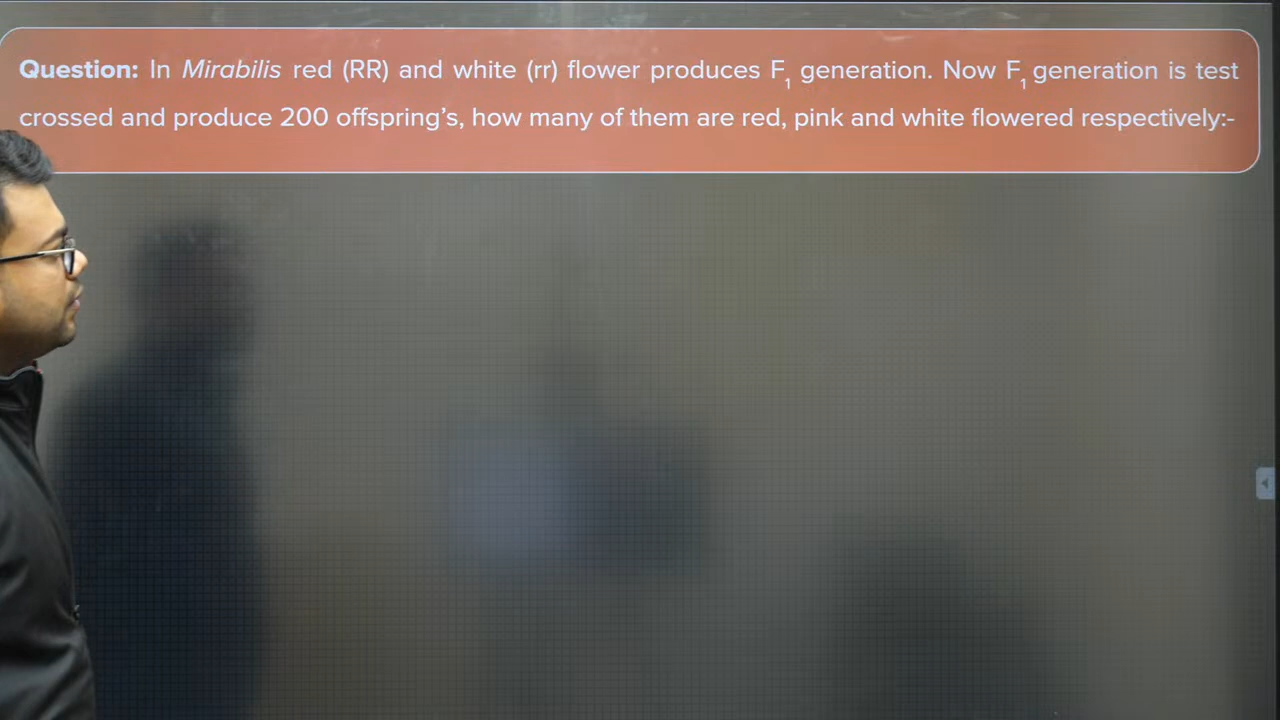 Question: In Mirabilis red (RR) and white (rr) flower produces F₁ generation. Now F₁ generation is test
crossed and produce 200 offspring's, how many of them are red, pink and white flowered respectively:-